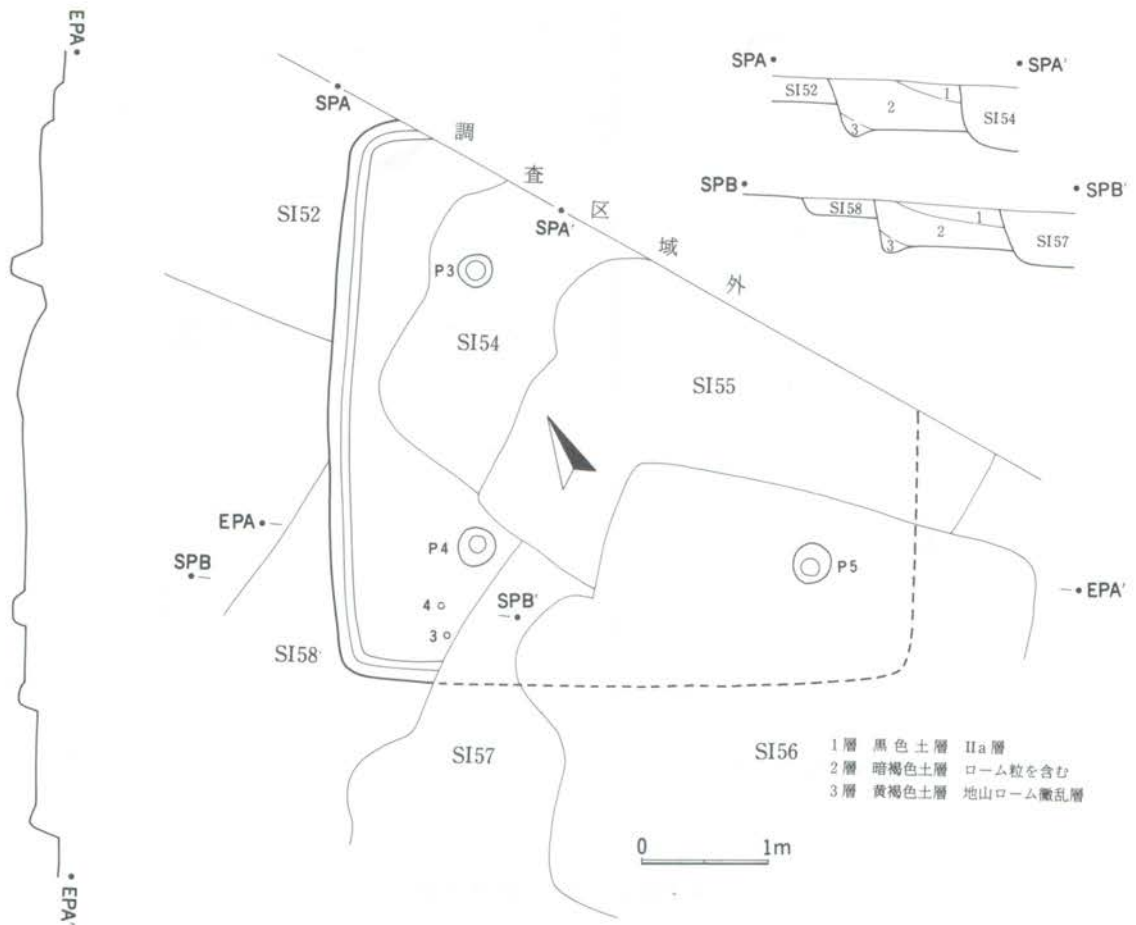 EPA
SPA
SPA'
SI52
1
2
SI54
3
SPB
SPB'
SI58
1
2
SI57
3
SPA
調査区域外
SPA'
SI52
P3
SI54
SI55
EPA
SPB
P4
P5
SPB'
EPA'
4
3
SI58
SI57
SI56
1層 黒色土層 IIa層
2層 暗褐色土層 ローム粒を含む
3層 黄褐色土層 地山ローム攪乱層
0 1m
EPA'